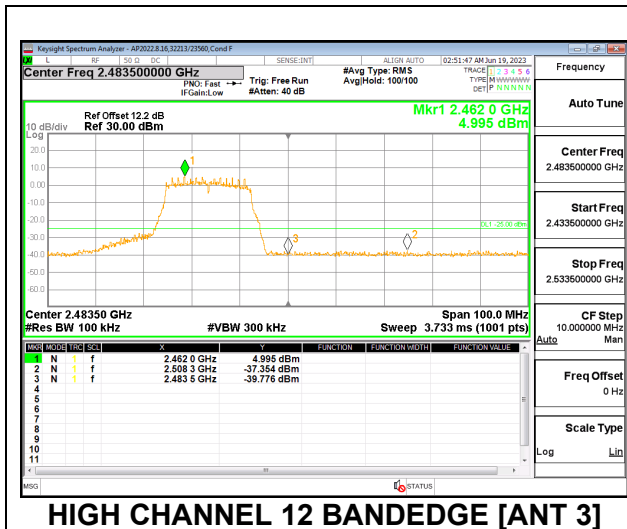 Keysight Spectrum Analyzer - AP2022.8.16,32213/23560,Cond F
LXI L RF 50 Ω DC SENSE:INT ALIGN AUTO 02:51:47 AM Jun 19, 2023
Center Freq 2.483500000 GHz
PNO: Fast
IFGain:Low
Trig: Free Run
#Atten: 40 dB
#Avg Type: RMS
Avg|Hold: 100/100
TRACE 1 2 3 4 5 6
TYPE M WWWWW
DET P NNNNN
Ref Offset 12.2 dB
Ref 30.00 dBm
Mkr1 2.462 0 GHz
4.995 dBm
10 dB/div
Log
20.0
10.0
0.00
-10.0
-20.0
-30.0
-40.0
-50.0
-60.0
1
2
3
DL1 -25.00 dBm
Center 2.48350 GHz Span 100.0 MHz
#Res BW 100 kHz #VBW 300 kHz Sweep 3.733 ms (1001 pts)
MKR MODE TRC SCL X Y FUNCTION FUNCTION WIDTH FUNCTION VALUE
1 N 1 f 2.462 0 GHz 4.995 dBm
2 N 1 f 2.508 3 GHz -37.354 dBm
3 N 1 f 2.483 5 GHz -39.776 dBm
4
5
6
7
8
9
10
11
MSG STATUS
Frequency
Auto Tune
Center Freq
2.483500000 GHz
Start Freq
2.433500000 GHz
Stop Freq
2.533500000 GHz
CF Step
10.000000 MHz
Auto Man
Freq Offset
0 Hz
Scale Type
Log Lin
HIGH CHANNEL 12 BANDEDGE [ANT 3]